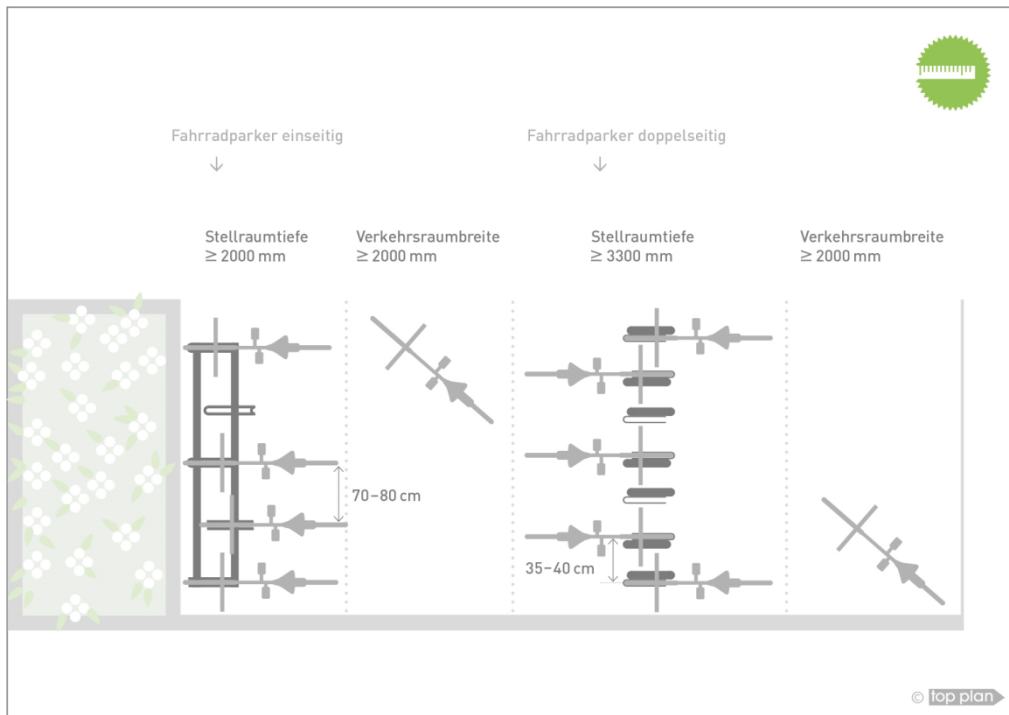 Fahrradparker einseitig
Fahrradparker doppelseitig
Stellraumtiefe
≥ 2000 mm
Verkehrsraumbreite
≥ 2000 mm
Stellraumtiefe
≥ 3300 mm
Verkehrsraumbreite
≥ 2000 mm
70–80 cm
35–40 cm
© top plan